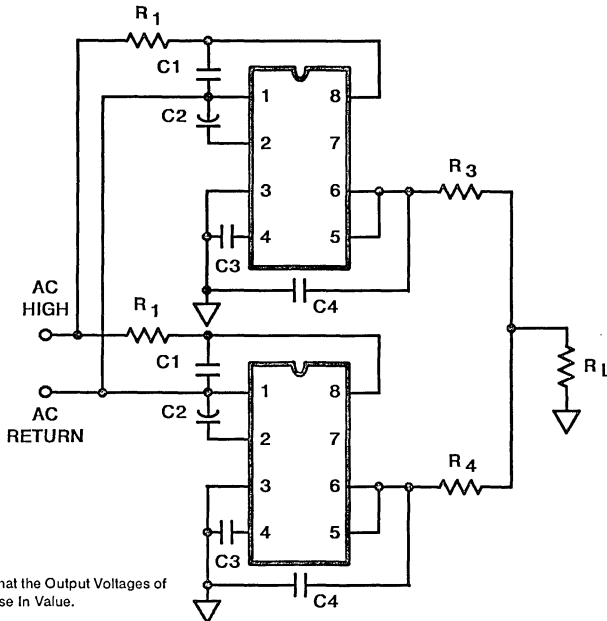 R1
C1
C2
1
8
2
7
3
6
4
5
C3
C4
R3
AC
HIGH
R1
C1
AC
RETURN
C2
1
8
2
7
3
6
4
5
C3
C4
R4
RL
hat the Output Voltages of
se In Value.